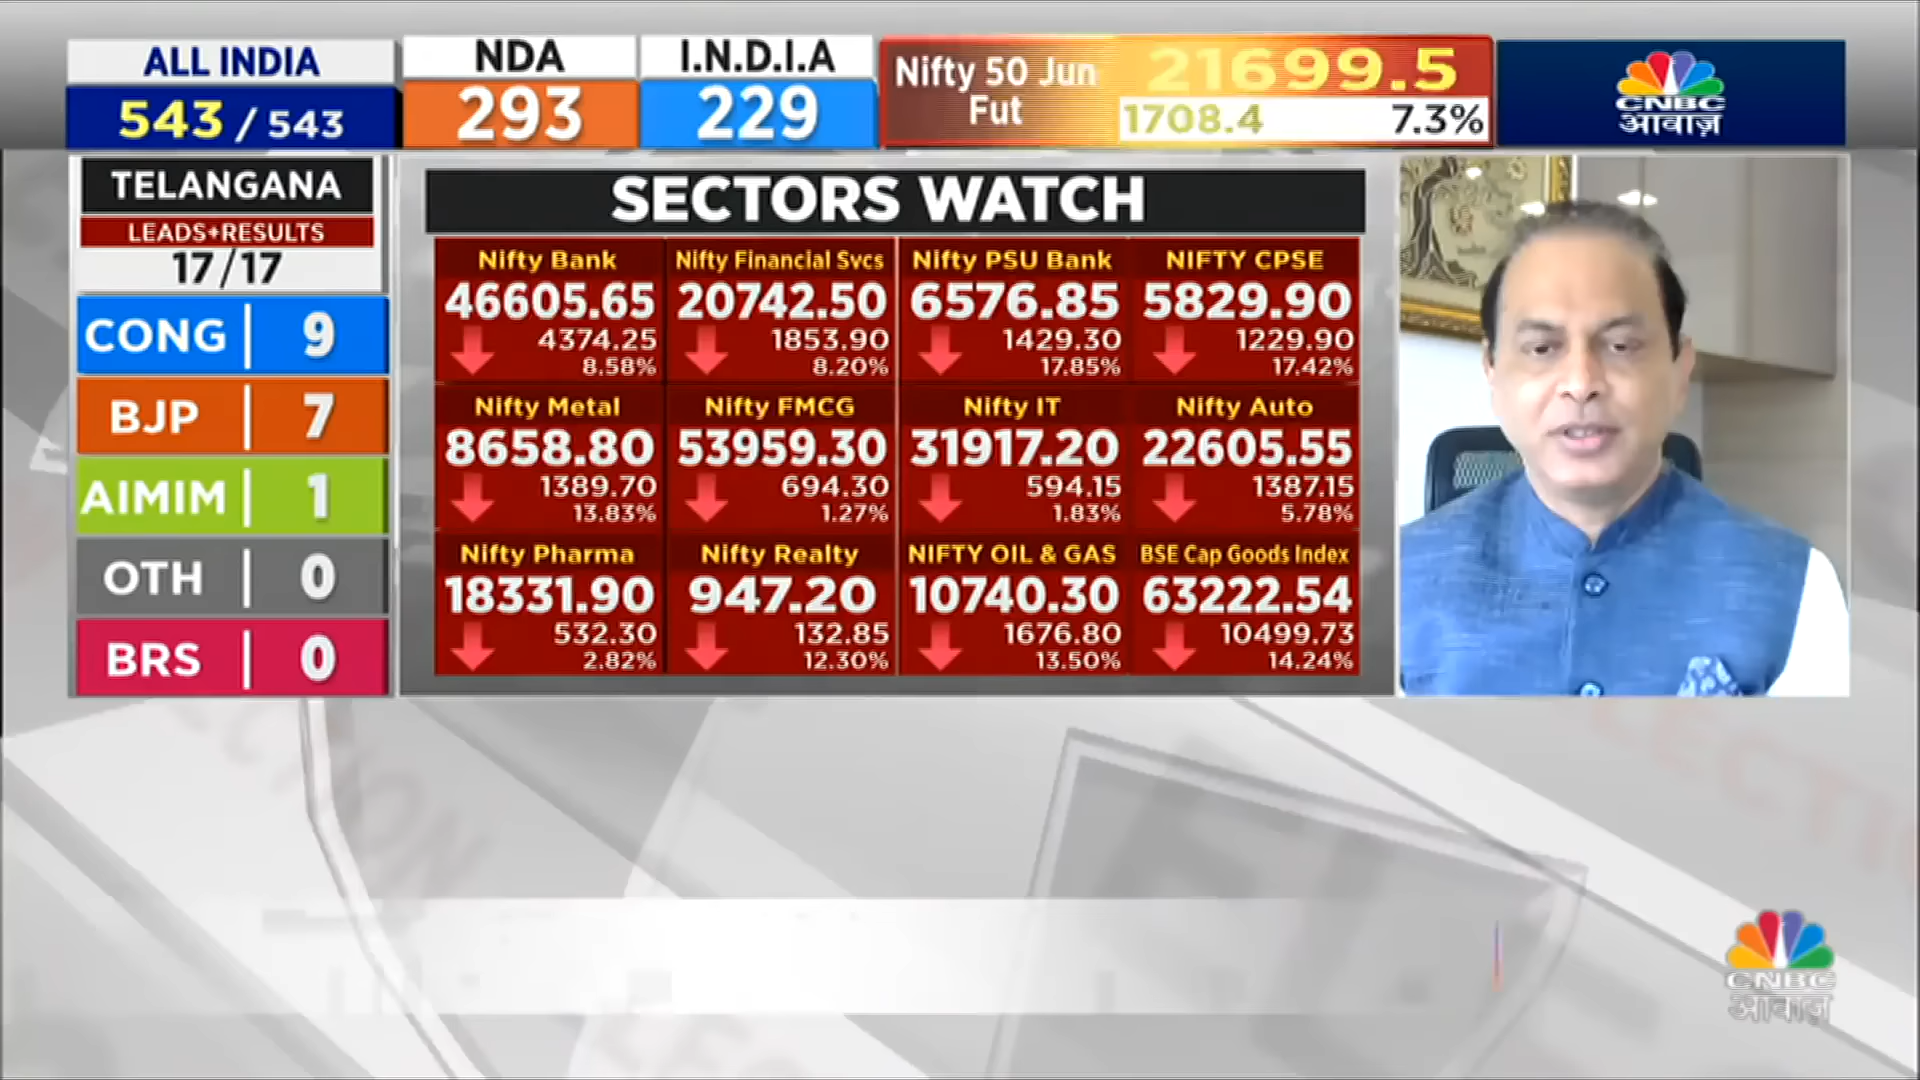 ALL INDIA
543 / 543
NDA
293
I.N.D.I.A
229
Nifty 50 Jun
Fut
21699.5
1708.4 7.3%
CNBC
आवाज़
TELANGANA
LEADS+RESULTS
17/17
CONG 9
BJP 7
AIMIM 1
OTH 0
BRS 0
SECTORS WATCH
Nifty Bank
46605.65
4374.25
8.58%
Nifty Financial Svcs
20742.50
1853.90
8.20%
Nifty PSU Bank
6576.85
1429.30
17.85%
NIFTY CPSE
5829.90
1229.90
17.42%
Nifty Metal
8658.80
1389.70
13.83%
Nifty FMCG
53959.30
694.30
1.27%
Nifty IT
31917.20
594.15
1.83%
Nifty Auto
22605.55
1387.15
5.78%
Nifty Pharma
18331.90
532.30
2.82%
Nifty Realty
947.20
132.85
12.30%
NIFTY OIL & GAS
10740.30
1676.80
13.50%
BSE Cap Goods Index
63222.54
10499.73
14.24%
CNBC
आवाज़